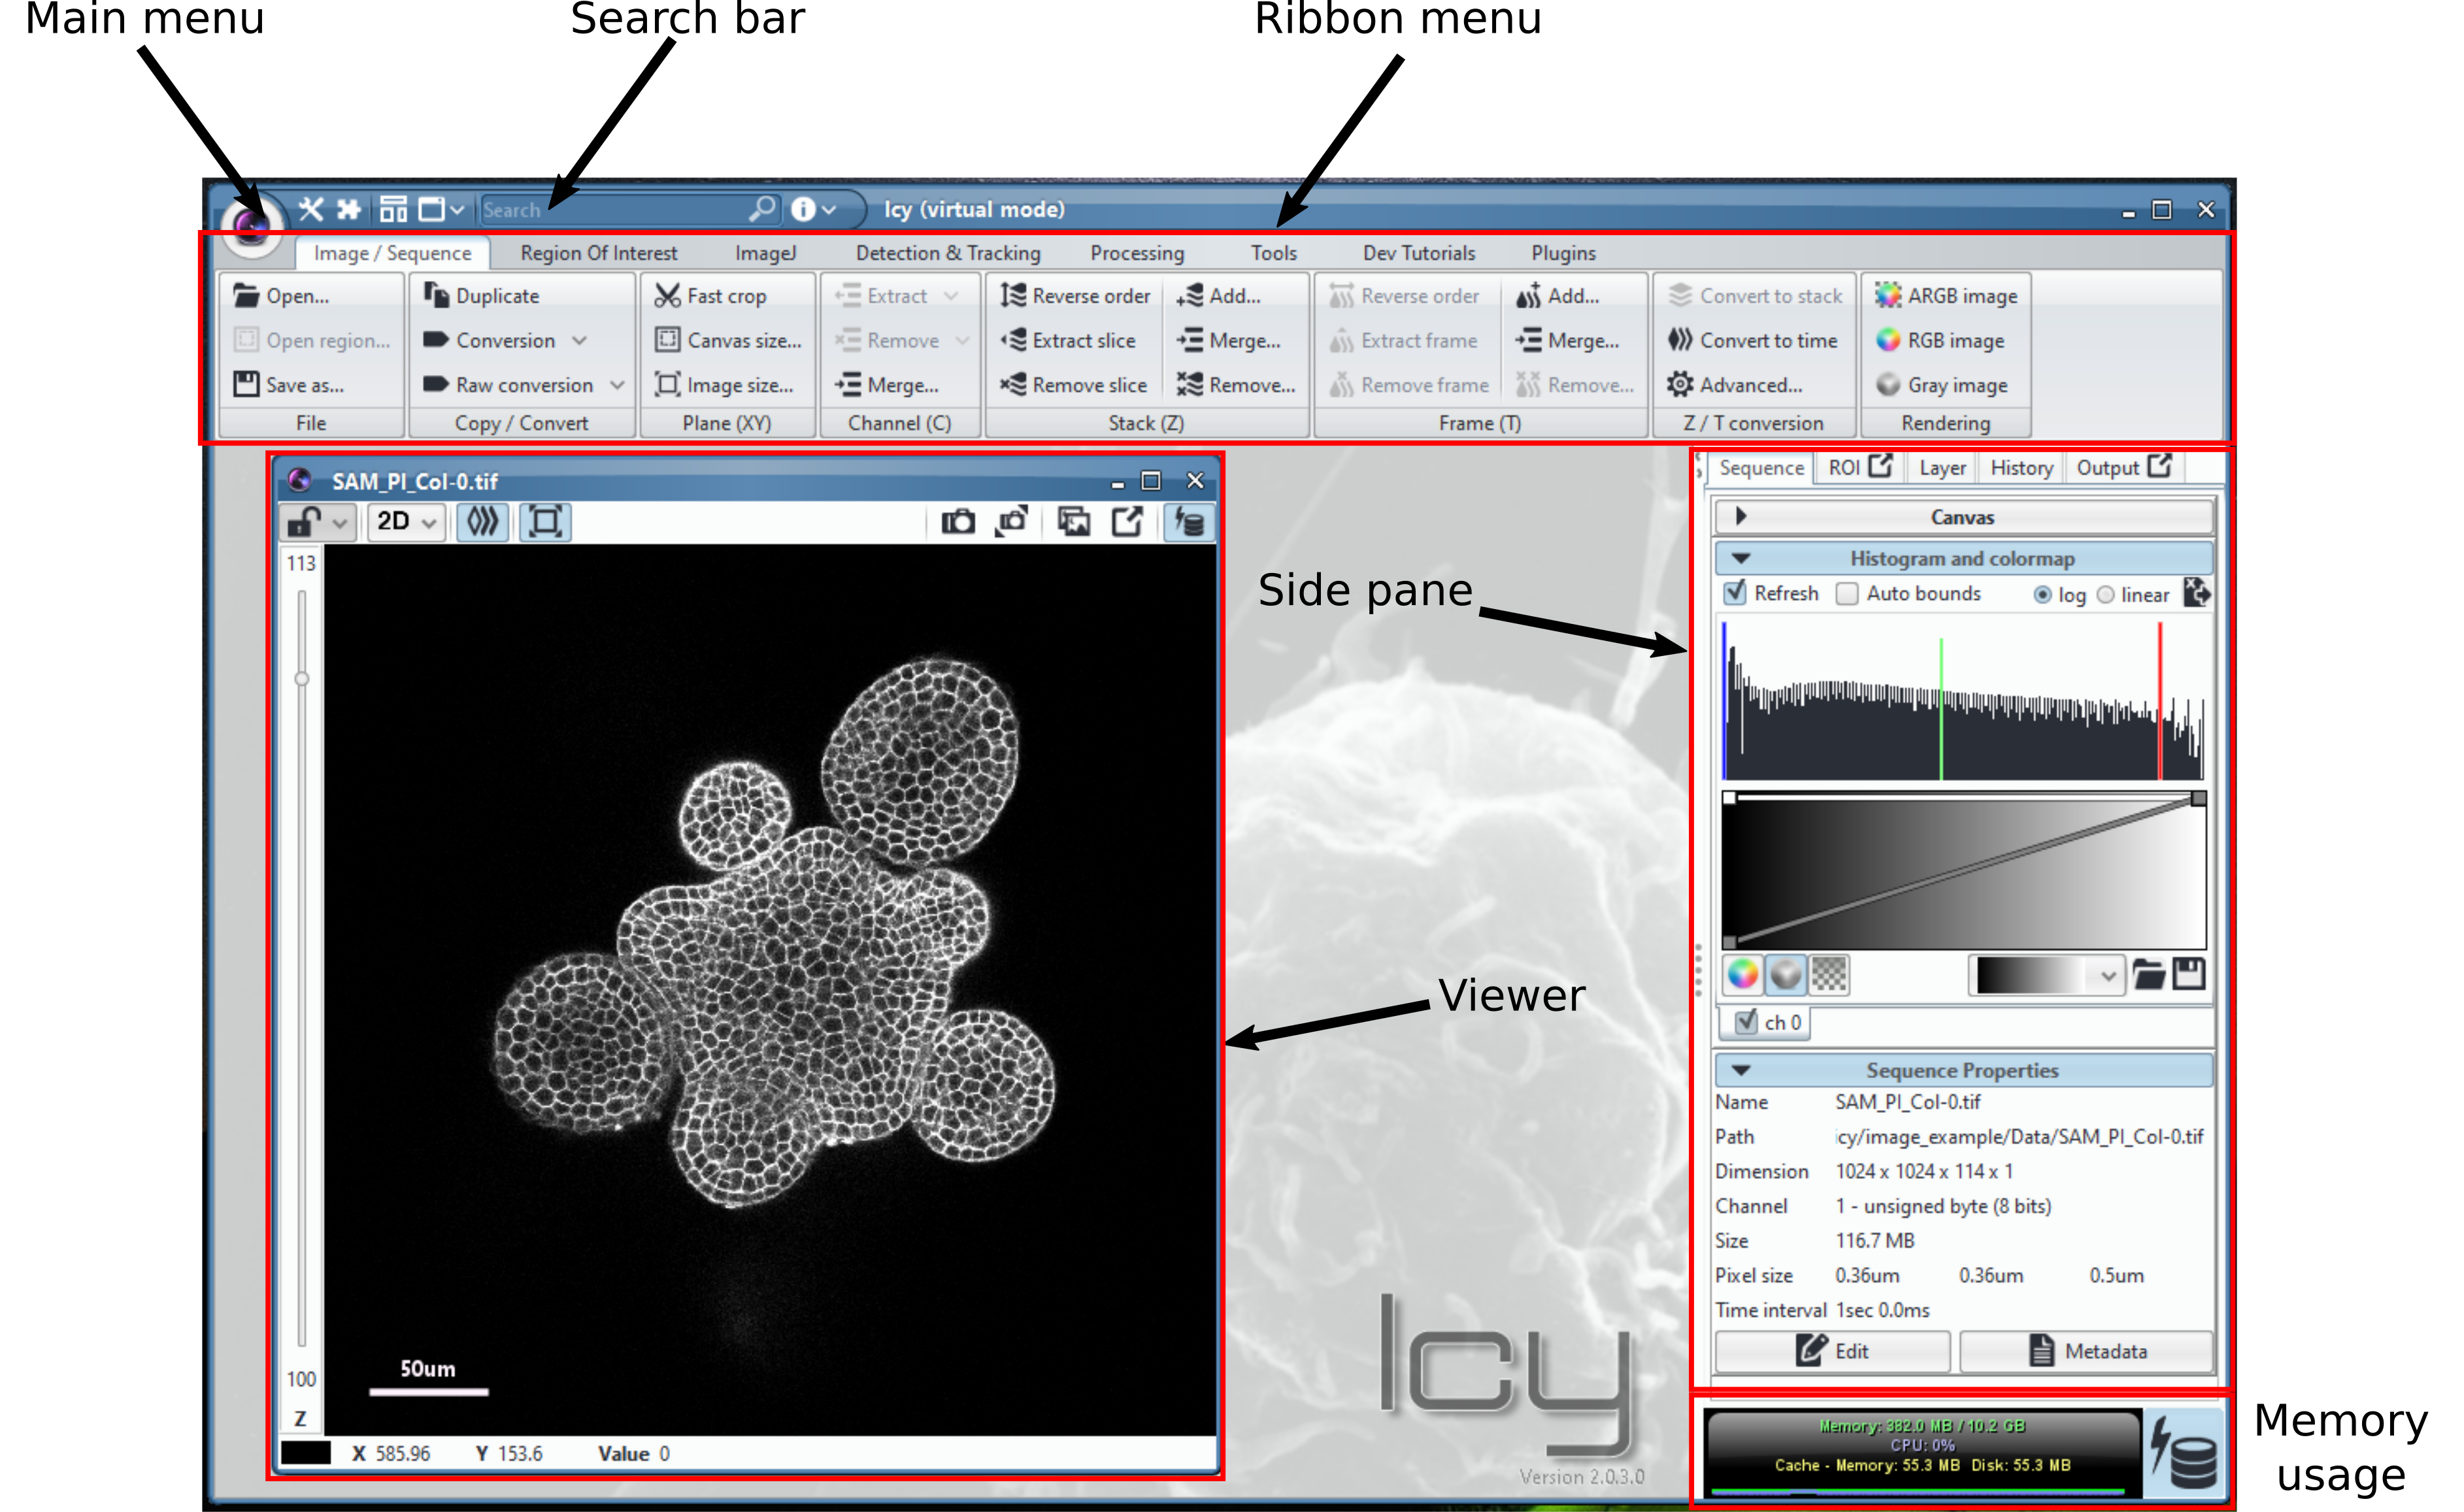 Main menu
Search bar
Ribbon menu
Search
Icy (virtual mode)
Image / Sequence Region Of Interest ImageJ Detection & Tracking Processing Tools Dev Tutorials Plugins
Open... Duplicate Fast crop Extract Reverse order Add... Reverse order Add... Convert to stack ARGB image
Open region... Conversion Canvas size... Remove Extract slice Merge... Extract frame Merge... Convert to time RGB image
Save as... Raw conversion Image size... Merge... Remove slice Remove... Remove frame Remove... Advanced... Gray image
File Copy / Convert Plane (XY) Channel (C) Stack (Z) Frame (T) Z / T conversion Rendering
SAM_PI_Col-0.tif
2D
113
100
Z
50um
X 585.96 Y 153.6 Value 0
Side pane
Viewer
Icy
Version 2.0.3.0
Sequence ROI Layer History Output
Canvas
Histogram and colormap
Refresh Auto bounds log linear
ch 0
Sequence Properties
Name SAM_PI_Col-0.tif
Path icy/image_example/Data/SAM_PI_Col-0.tif
Dimension 1024 x 1024 x 114 x 1
Channel 1 - unsigned byte (8 bits)
Size 116.7 MB
Pixel size 0.36um 0.36um 0.5um
Time interval 1sec 0.0ms
Edit Metadata
Memory: 382.0 MB / 10.2 GB
CPU: 0%
Cache - Memory: 55.3 MB Disk: 55.3 MB
Memory
usage